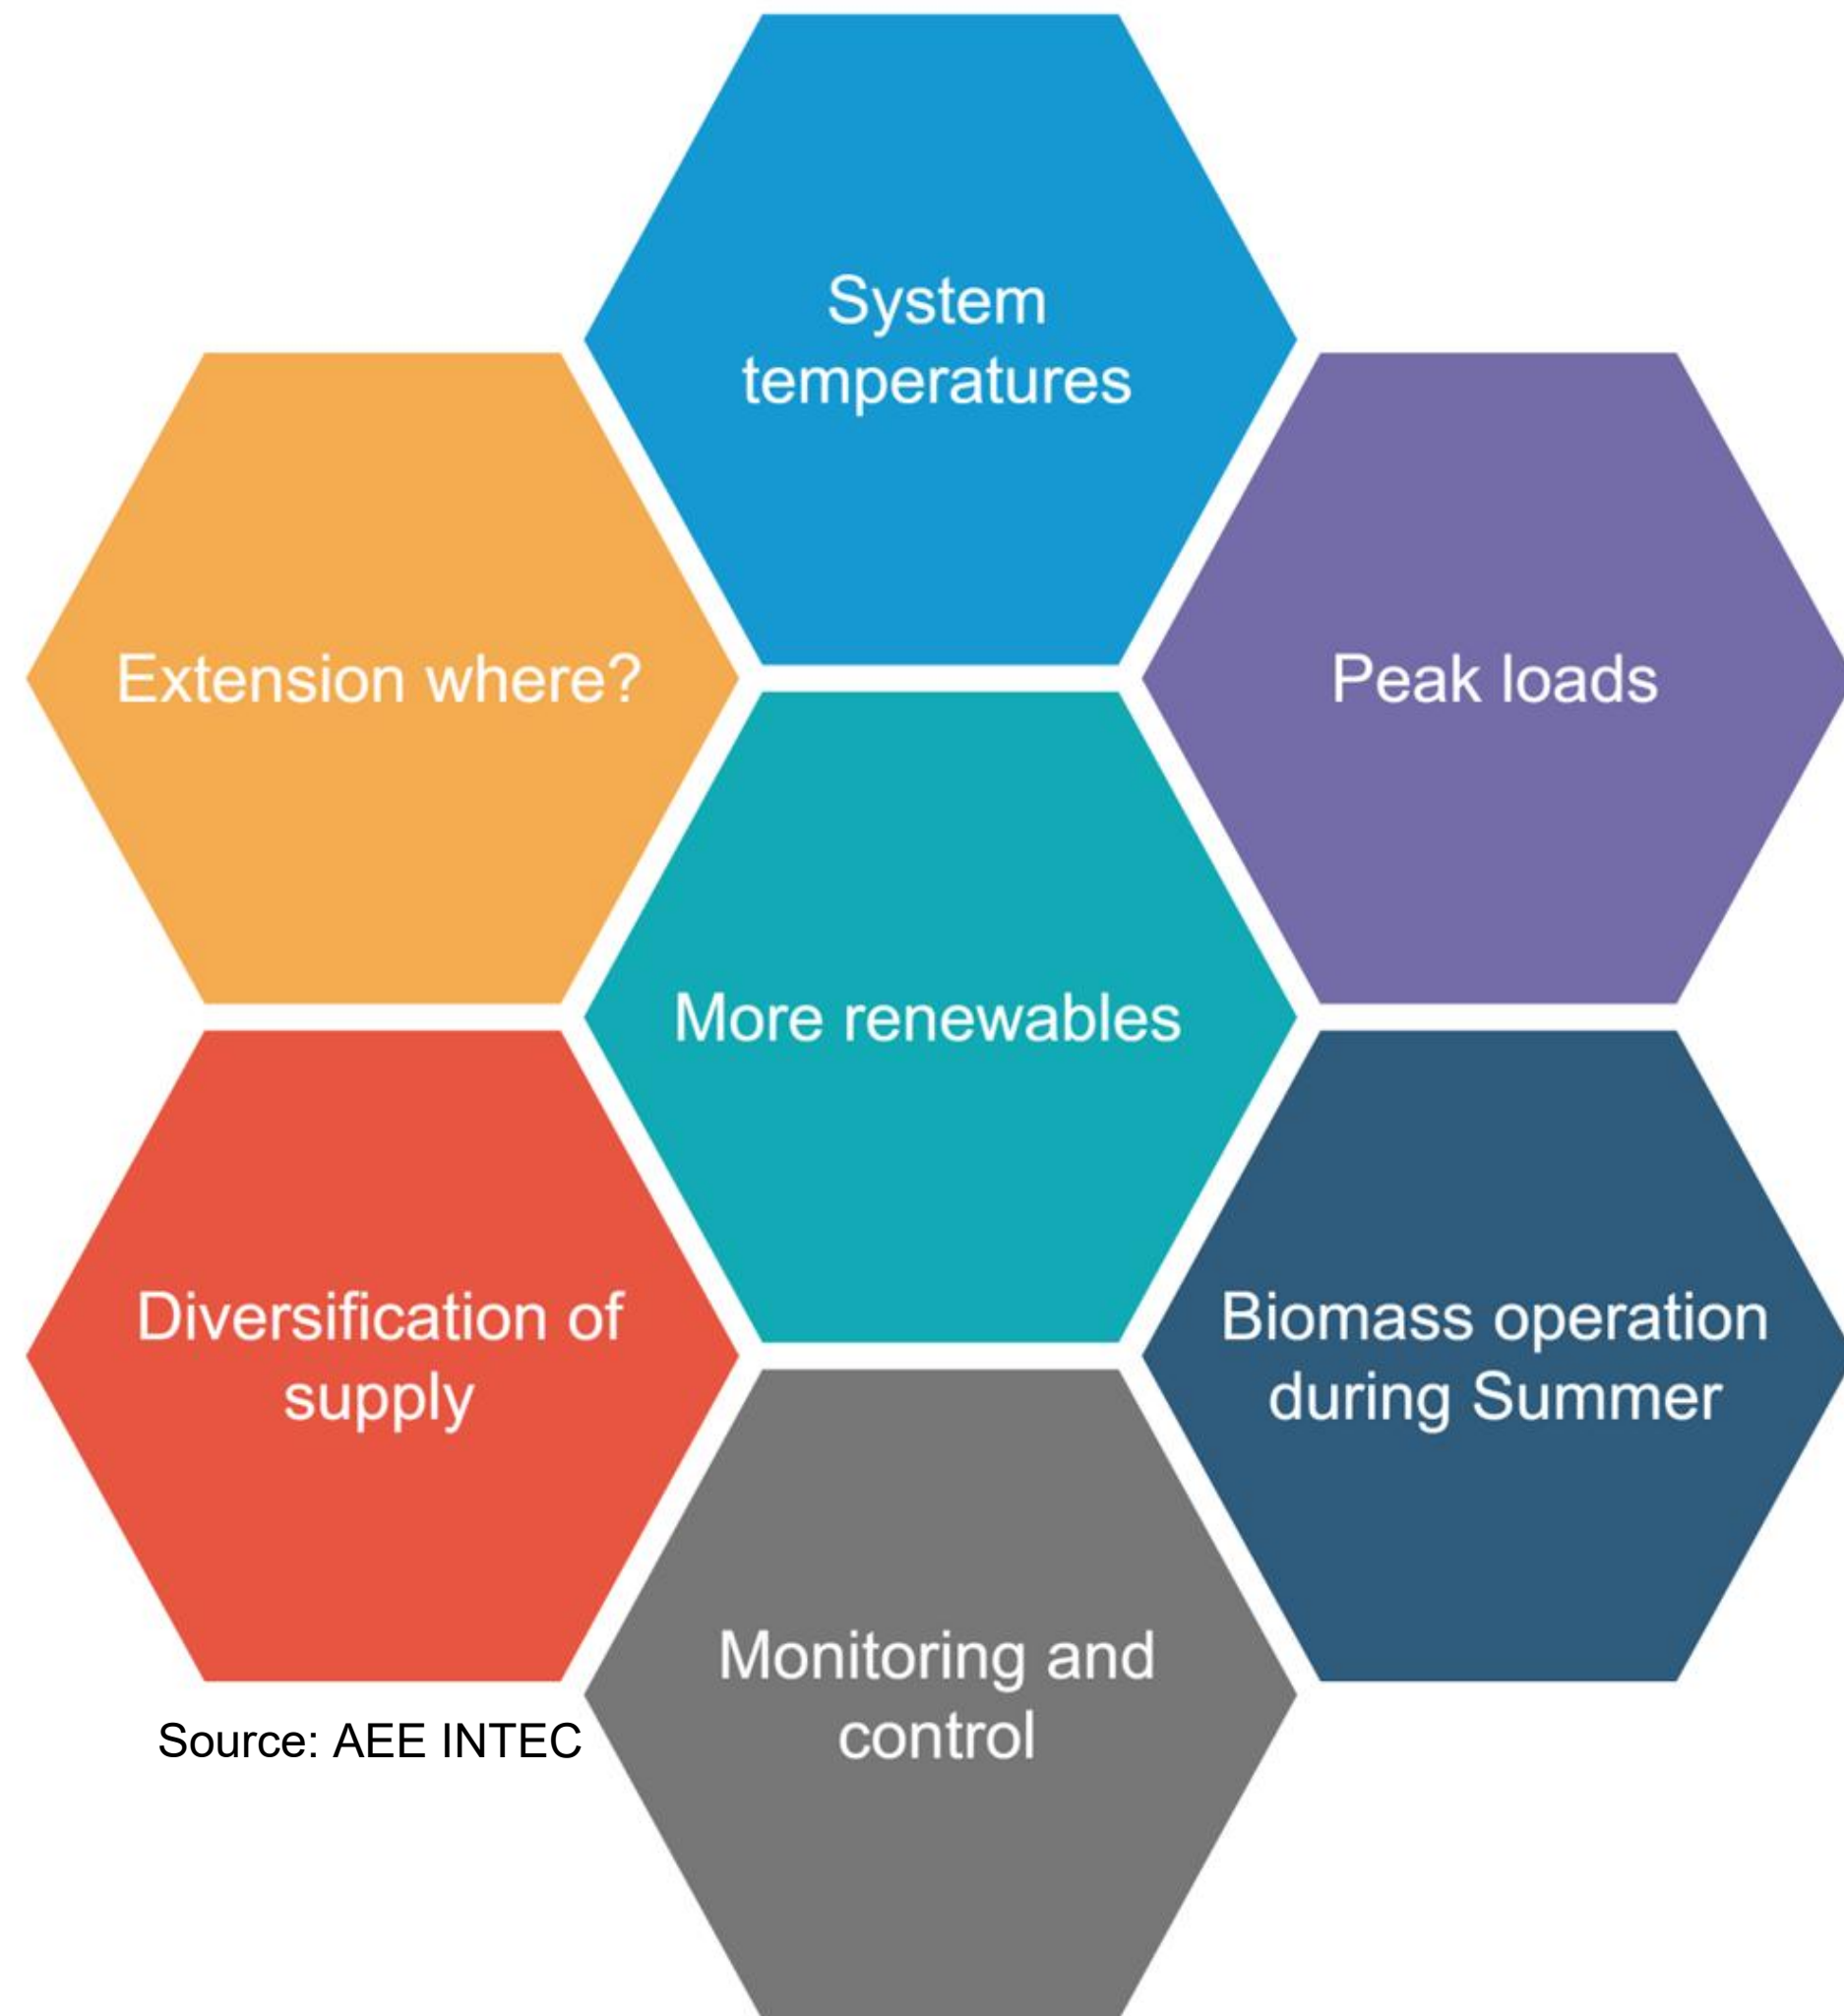 System
temperatures
Extension where?
Peak loads
More renewables
Diversification of
supply
Biomass operation
during Summer
Monitoring and
control
Source: AEE INTEC